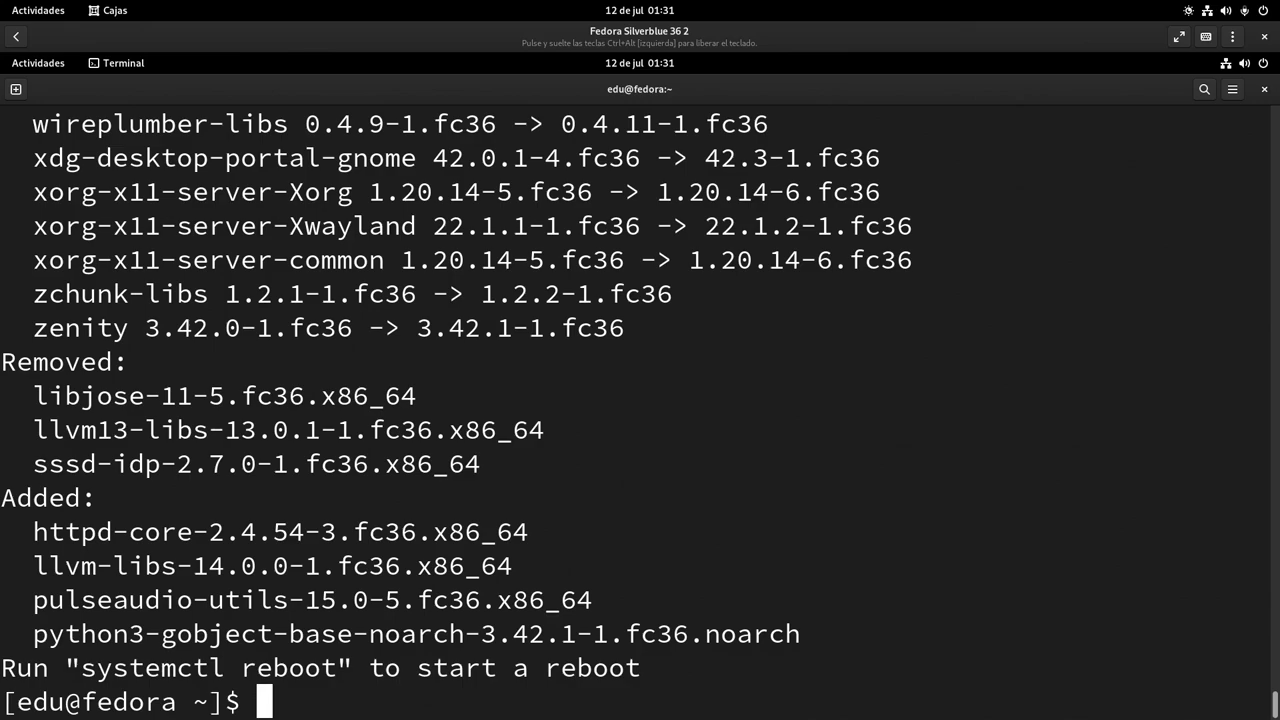 Actividades Cajas 12 de jul 01:31
Fedora Silverblue 36 2
Pulse y suelte las teclas Ctrl+Alt [izquierda] para liberar el teclado.
Actividades Terminal 12 de jul 01:31
edu@fedora:~
wireplumber-libs 0.4.9-1.fc36 -> 0.4.11-1.fc36
xdg-desktop-portal-gnome 42.0.1-4.fc36 -> 42.3-1.fc36
xorg-x11-server-Xorg 1.20.14-5.fc36 -> 1.20.14-6.fc36
xorg-x11-server-Xwayland 22.1.1-1.fc36 -> 22.1.2-1.fc36
xorg-x11-server-common 1.20.14-5.fc36 -> 1.20.14-6.fc36
zchunk-libs 1.2.1-1.fc36 -> 1.2.2-1.fc36
zenity 3.42.0-1.fc36 -> 3.42.1-1.fc36
Removed:
libjose-11-5.fc36.x86_64
llvm13-libs-13.0.1-1.fc36.x86_64
sssd-idp-2.7.0-1.fc36.x86_64
Added:
httpd-core-2.4.54-3.fc36.x86_64
llvm-libs-14.0.0-1.fc36.x86_64
pulseaudio-utils-15.0-5.fc36.x86_64
python3-gobject-base-noarch-3.42.1-1.fc36.noarch
Run "systemctl reboot" to start a reboot
[edu@fedora ~]$